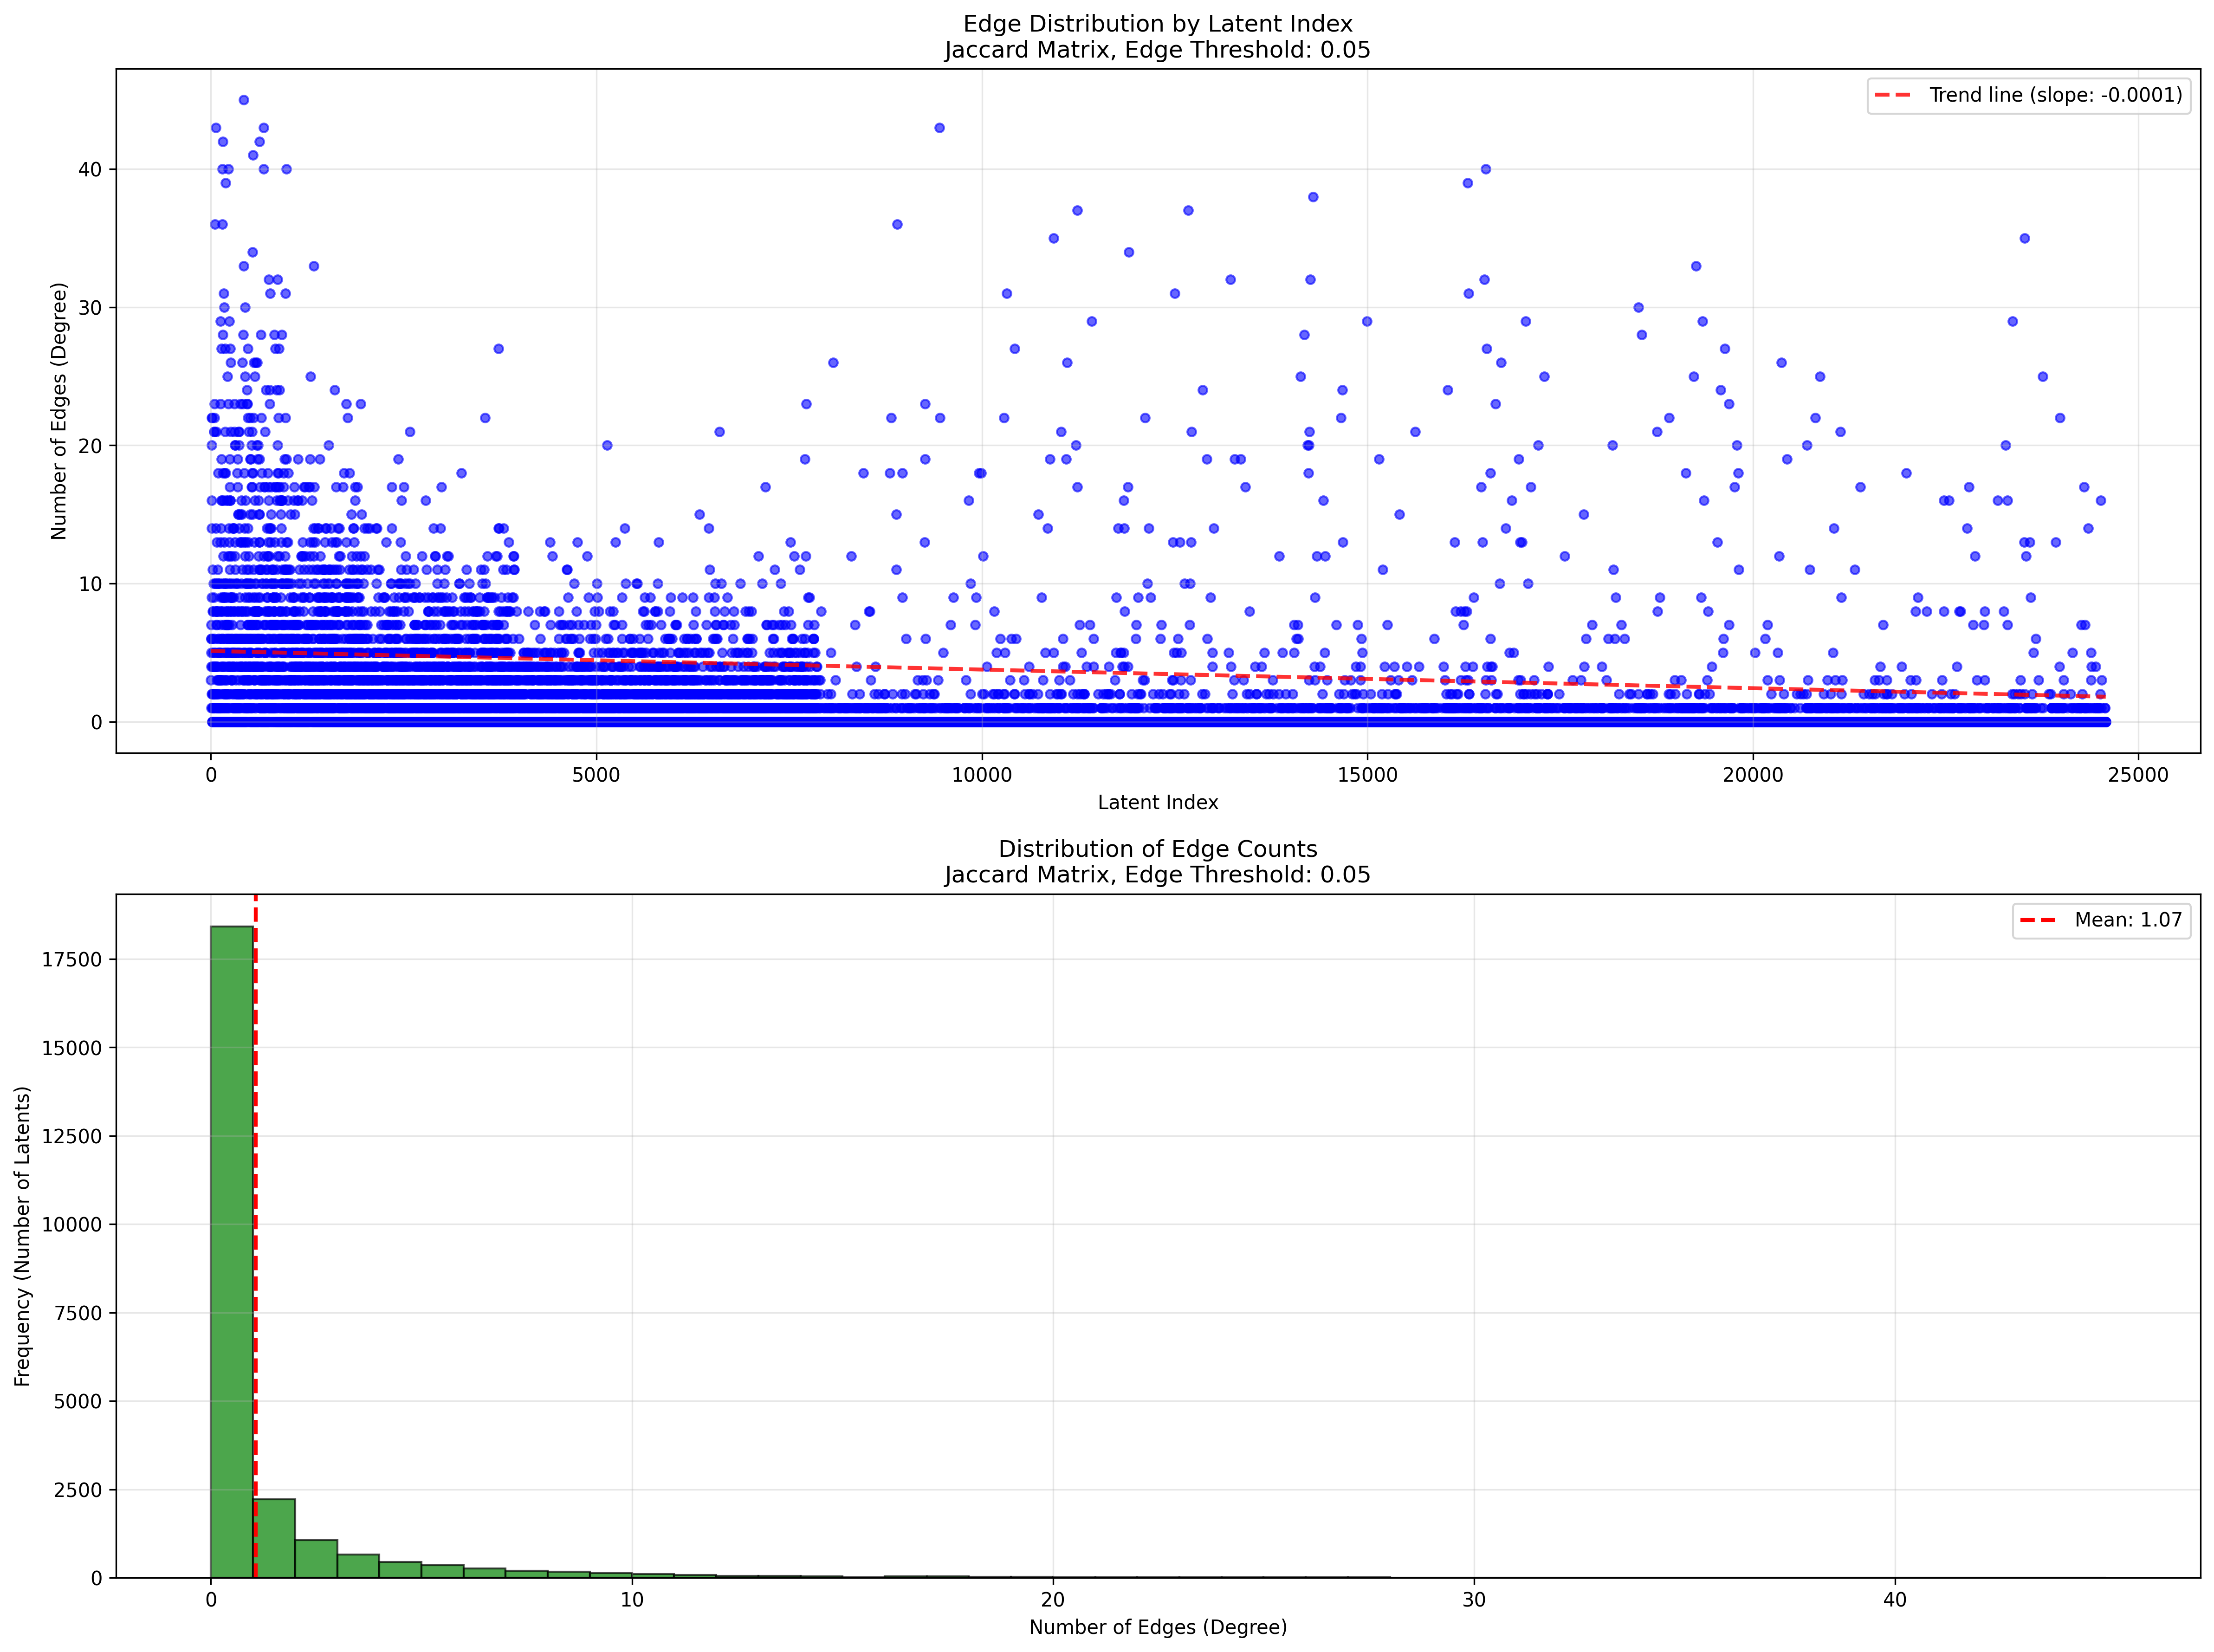 Edge Distribution by Latent Index
Jaccard Matrix, Edge Threshold: 0.05
Trend line (slope: -0.0001)
Number of Edges (Degree)
40
30
20
10
0
0
5000
10000
15000
20000
25000
Latent Index
Distribution of Edge Counts
Jaccard Matrix, Edge Threshold: 0.05
Mean: 1.07
Frequency (Number of Latents)
17500
15000
12500
10000
7500
5000
2500
0
0
10
20
30
40
Number of Edges (Degree)